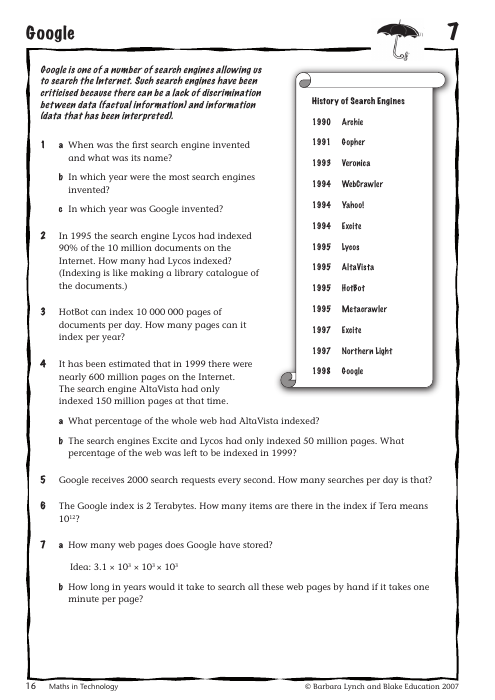 Google
7
Google is one of a number of search engines allowing us
to search the Internet. Such search engines have been
criticised because there can be a lack of discrimination
between data (factual information) and information
(data that has been interpreted).
1 a When was the first search engine invented
and what was its name?
b In which year were the most search engines
invented?
c In which year was Google invented?
2 In 1995 the search engine Lycos had indexed
90% of the 10 million documents on the
Internet. How many had Lycos indexed?
(Indexing is like making a library catalogue of
the documents.)
3 HotBot can index 10 000 000 pages of
documents per day. How many pages can it
index per year?
4 It has been estimated that in 1999 there were
nearly 600 million pages on the Internet.
The search engine AltaVista had only
indexed 150 million pages at that time.
History of Search Engines
1990 Archie
1991 Gopher
1993 Veronica
1994 WebCrawler
1994 Yahoo!
1994 Excite
1995 Lycos
1995 AltaVista
1995 HotBot
1995 Metacrawler
1997 Excite
1997 Northern Light
1998 Google
a What percentage of the whole web had AltaVista indexed?
b The search engines Excite and Lycos had only indexed 50 million pages. What
percentage of the web was left to be indexed in 1999?
5 Google receives 2000 search requests every second. How many searches per day is that?
6 The Google index is 2 Terabytes. How many items are there in the index if Tera means
10¹²?
7 a How many web pages does Google have stored?
Idea: 3.1 × 10³ × 10³ × 10³
b How long in years would it take to search all these web pages by hand if it takes one
minute per page?
16 Maths in Technology
© Barbara Lynch and Blake Education 2007